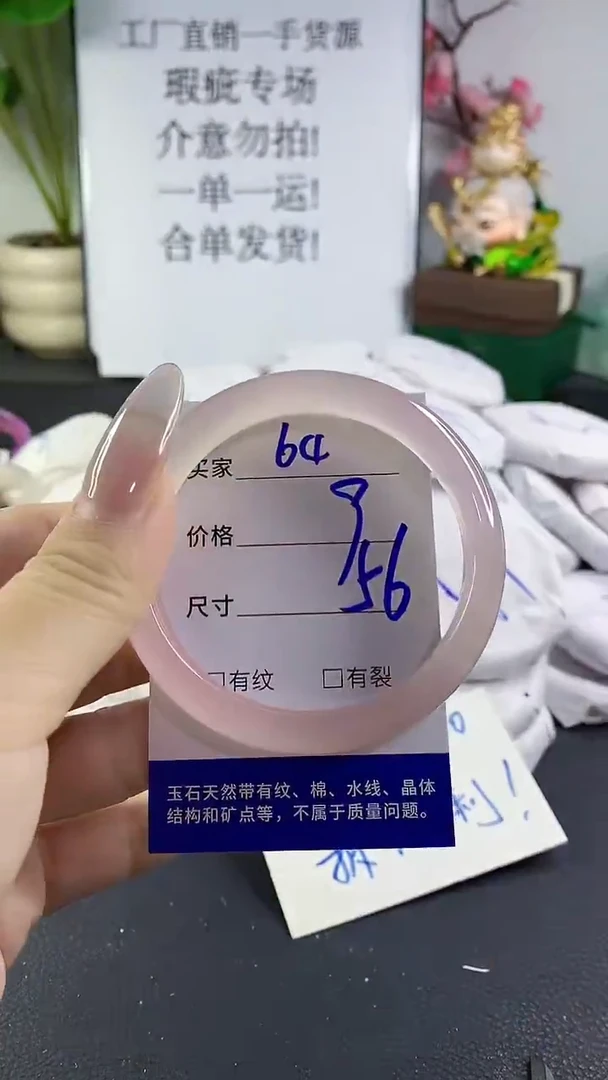 工厂直销一手货源
瑕疵专场
介意勿拍!
一单一运!
合单发货!
买家 64
价格
尺寸 56
□有纹 □有裂
玉石天然带有纹、棉、水线、晶体
结构和矿点等，不属于质量问题。